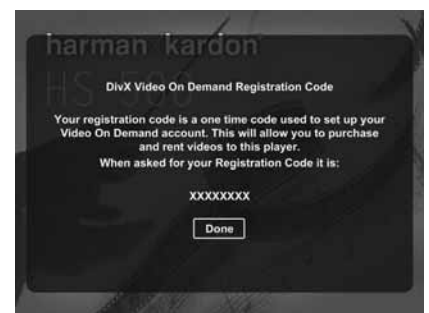 harman kardon
HS 500
DivX Video On Demand Registration Code
Your registration code is a one time code used to set up your
Video On Demand account. This will allow you to purchase
and rent videos to this player.
When asked for your Registration Code it is:
XXXXXXXX
Done